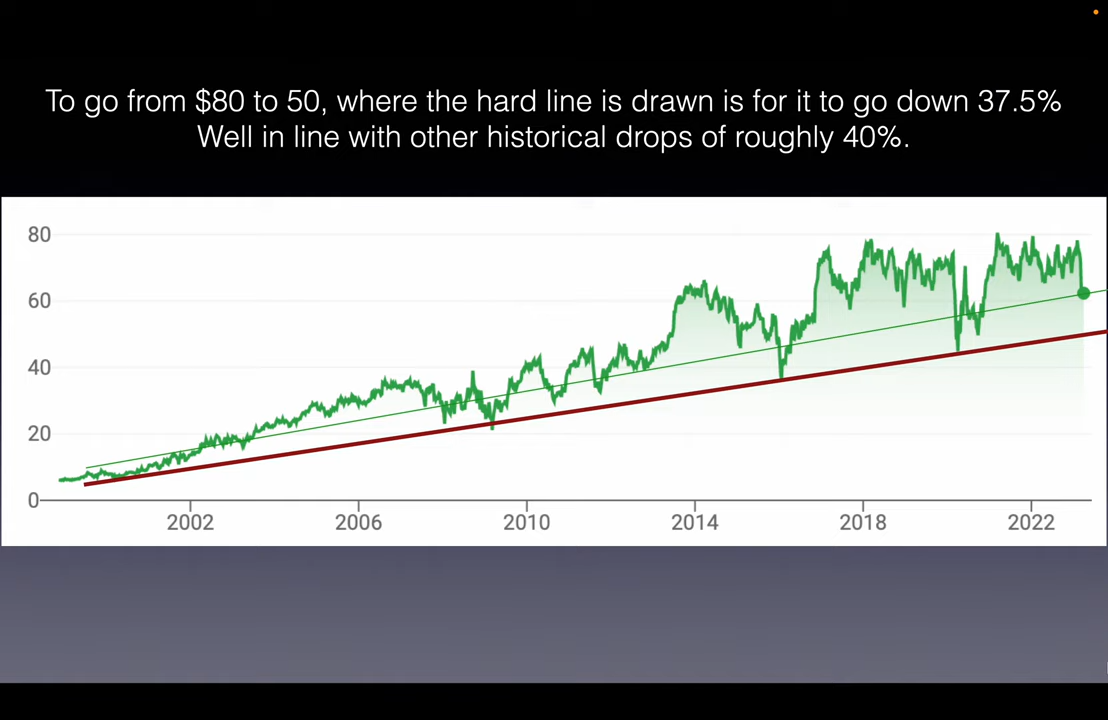 To go from $80 to 50, where the hard line is drawn is for it to go down 37.5%
Well in line with other historical drops of roughly 40%.
80
60
40
20
0
2002 2006 2010 2014 2018 2022